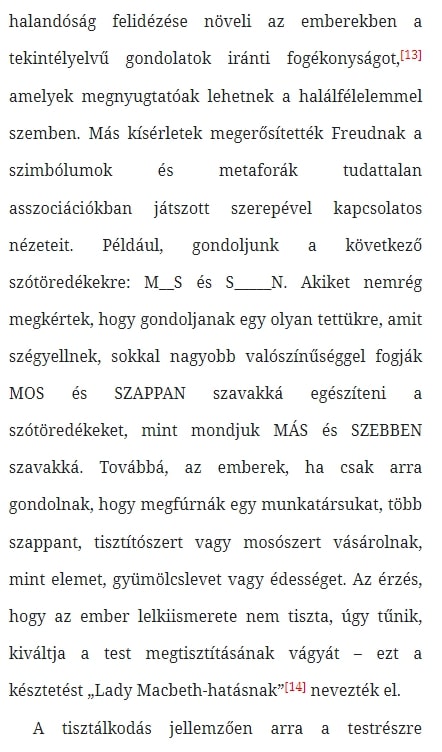 halandóság felidézése növeli az emberekben a
tekintélyelvű gondolatok iránti fogékonyságot,[13]
amelyek megnyugtatóak lehetnek a halálfélelemmel
szemben. Más kísérletek megerősítették Freudnak a
szimbólumok és metaforák tudattalan
asszociációkban játszott szerepével kapcsolatos
nézeteit. Például, gondoljunk a következő
szótöredékekre: M__S és S_____N. Akiket nemrég
megkértek, hogy gondoljanak egy olyan tettükre, amit
szégyellnek, sokkal nagyobb valószínűséggel fogják
MOS és SZAPPAN szavakká egészíteni a
szótöredékeket, mint mondjuk MÁS és SZEBBEN
szavakká. Továbbá, az emberek, ha csak arra
gondolnak, hogy megfúrnák egy munkatársukat, több
szappant, tisztítószert vagy mosószert vásárolnak,
mint elemet, gyümölcslevet vagy édességet. Az érzés,
hogy az ember lelkiismerete nem tiszta, úgy tűnik,
kiváltja a test megtisztításának vágyát – ezt a
késztetést „Lady Macbeth-hatásnak”[14] nevezték el.
A tisztálkodás jellemzően arra a testrészre